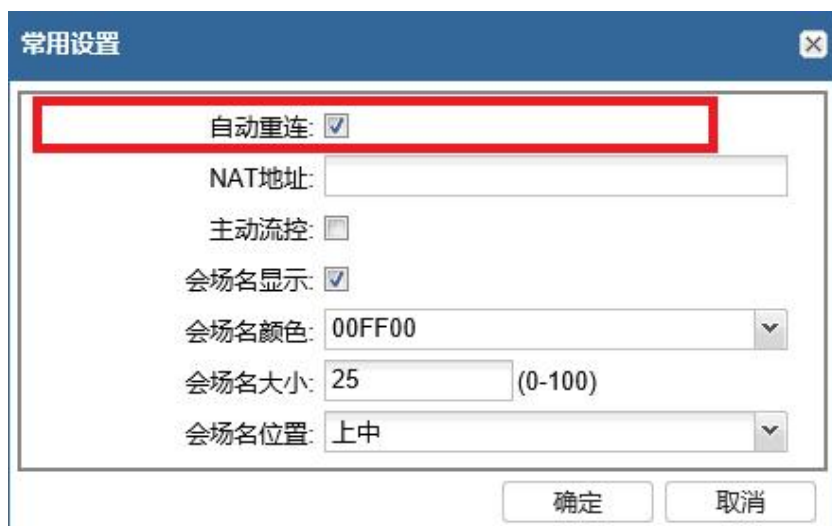 常用设置
自动重连:
NAT地址:
主动流控:
会场名显示:
会场名颜色: 00FF00
会场名大小: 25 (0-100)
会场名位置: 上中
确定 取消